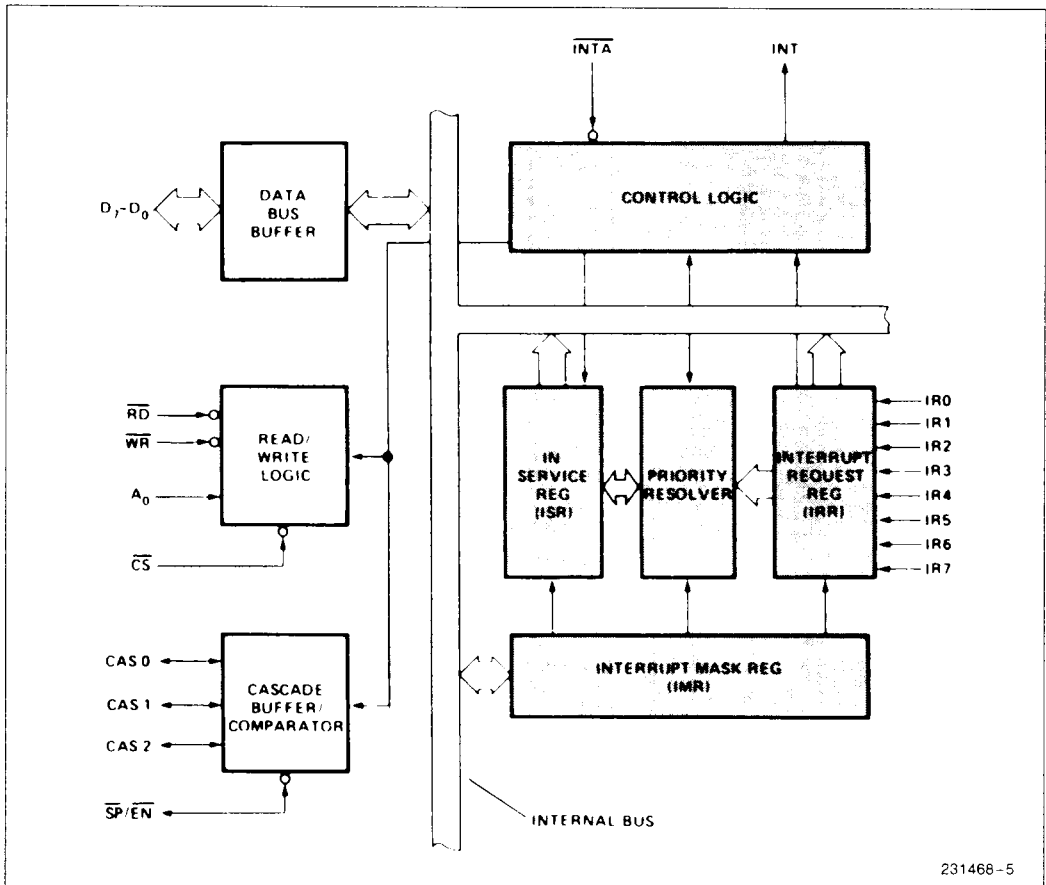 INTA
INT
D7-D0
DATA
BUS
BUFFER
CONTROL LOGIC
RD
WR
A0
CS
READ/
WRITE
LOGIC
IN
SERVICE
REG
(ISR)
PRIORITY
RESOLVER
INTERRUPT
REQUEST
REG
(IRR)
IR0
IR1
IR2
IR3
IR4
IR5
IR6
IR7
CAS 0
CAS 1
CAS 2
CASCADE
BUFFER/
COMPARATOR
SP/EN
INTERRUPT MASK REG
(IMR)
INTERNAL BUS
231468-5